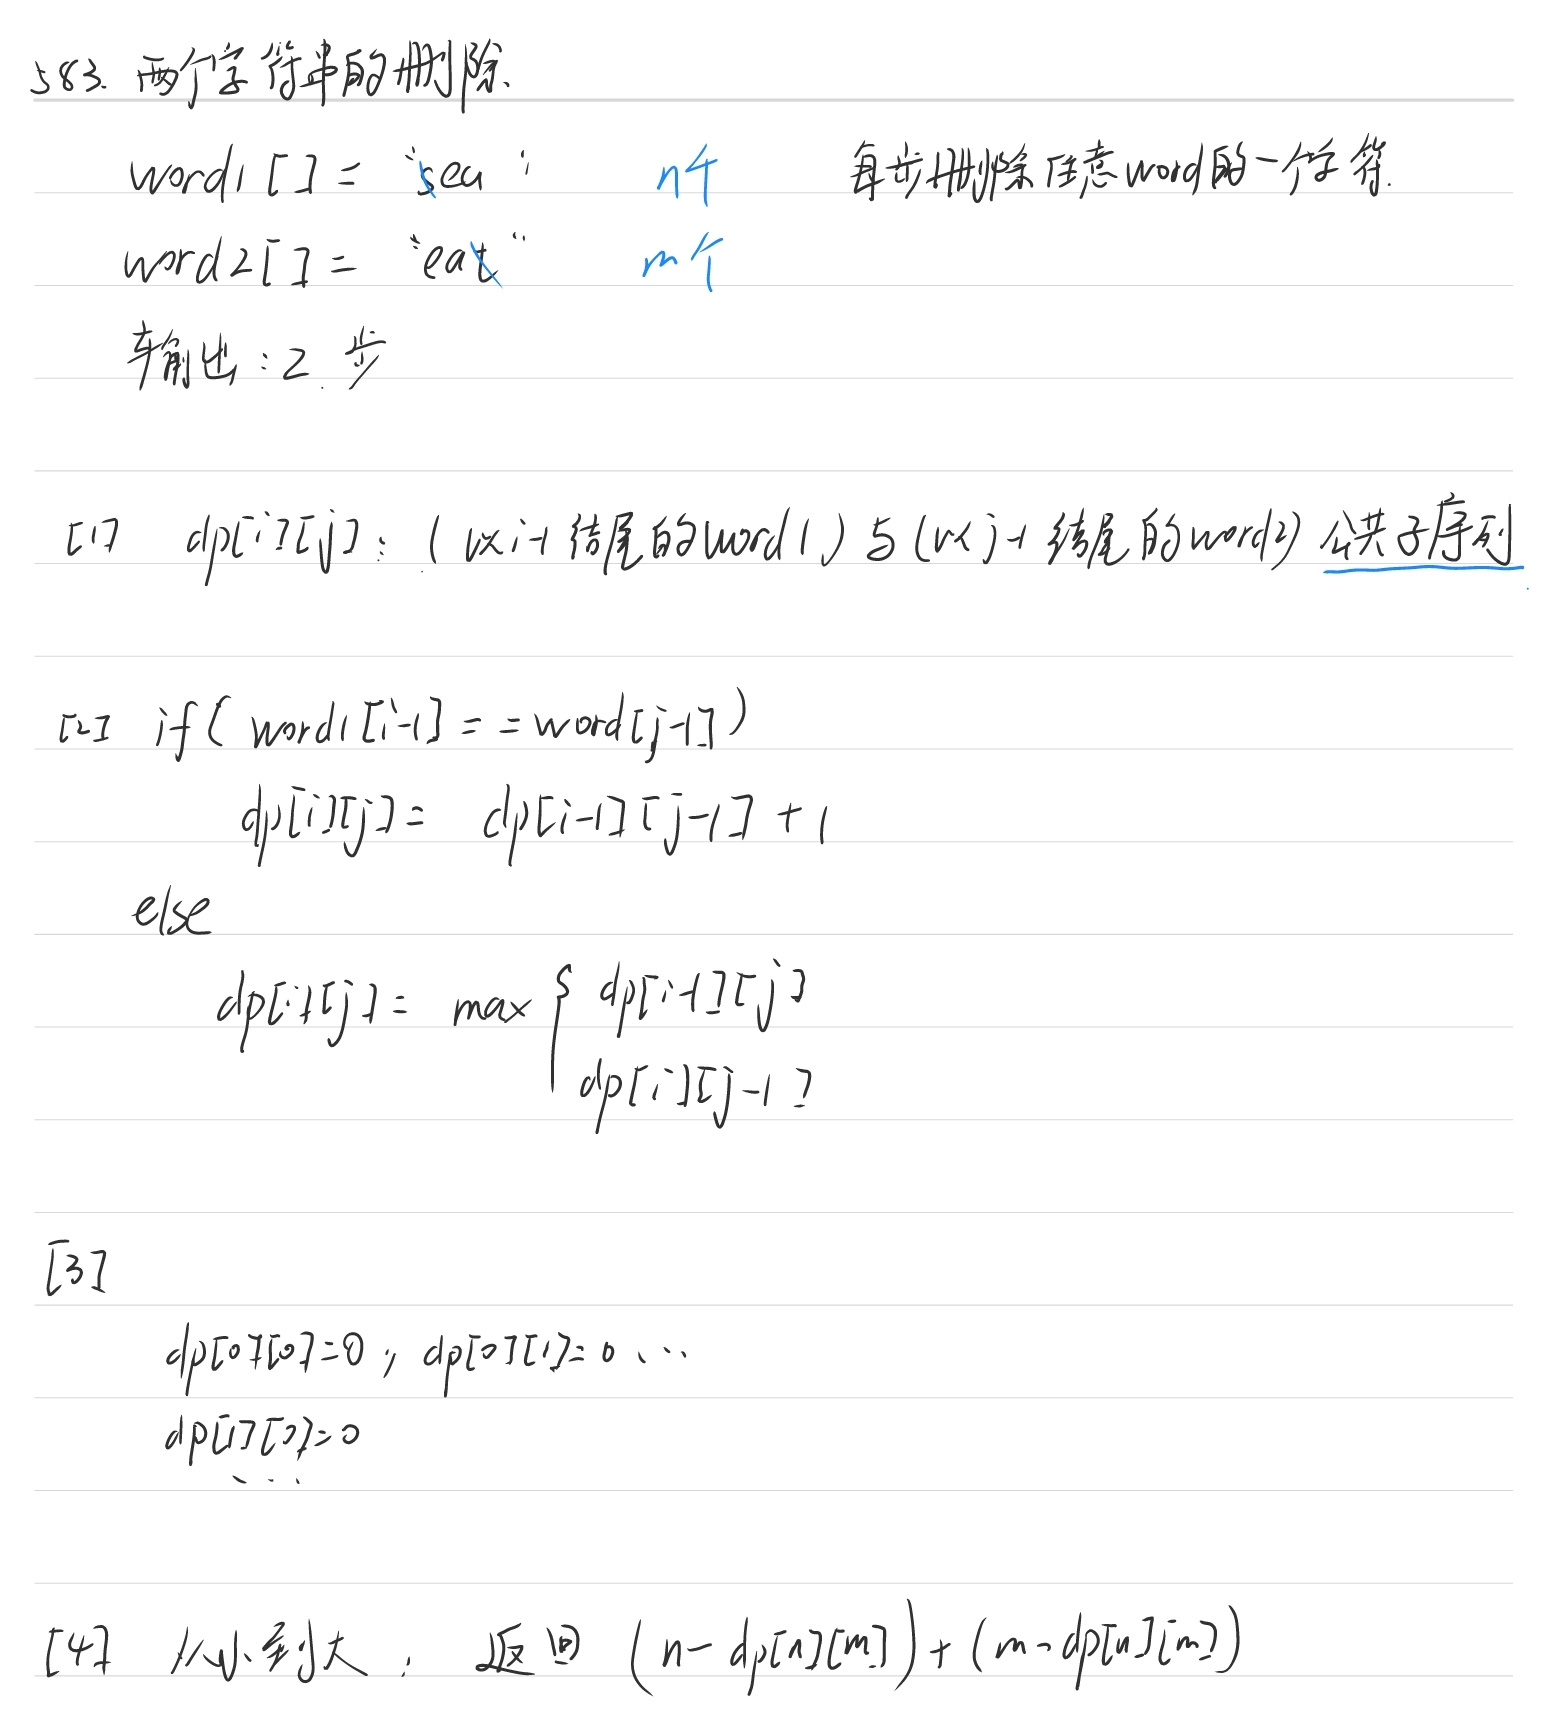 583. 两个字符串的删除.
word1[] = "sea" n个 每步删除任意word的一个字符.
word2[] = "eat" m个
输出:2.步
[1] dp[i][j]: (以i-1结尾的word1)与(以j-1结尾的word2)公共子序列
[2] if( word1[i-1] == word[j-1])
dp[i][j] = dp[i-1][j-1] + 1
else
dp[i][j] = max { dp[i-1][j]
dp[i][j-1]
[3]
dp[0][0]=0, dp[0][1]=0 ...
dp[1][0]=0
...
[4] 从小到大, 返回 (n - dp[n][m]) + (m - dp[n][m])